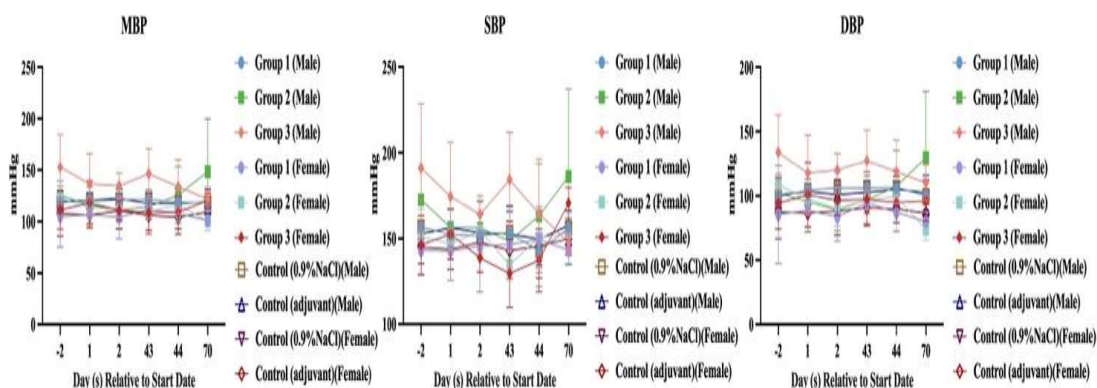 MBP
250
200
150
100
50
0
mmHg
-2 1 2 43 44 70
Day (s) Relative to Start Date
Group 1 (Male)
Group 2 (Male)
Group 3 (Male)
Group 1 (Female)
Group 2 (Female)
Group 3 (Female)
Control (0.9%NaCl)(Male)
Control (adjuvant)(Male)
Control (0.9%NaCl)(Female)
Control (adjuvant)(Female)
SBP
250
200
150
100
mmHg
-2 1 2 43 44 70
Day (s) Relative to Start Date
Group 1 (Male)
Group 2 (Male)
Group 3 (Male)
Group 1 (Female)
Group 2 (Female)
Group 3 (Female)
Control (0.9%NaCl)(Male)
Control (adjuvant)(Male)
Control (0.9%NaCl)(Female)
Control (adjuvant)(Female)
DBP
200
150
100
50
0
mmHg
-2 1 2 43 44 70
Day (s) Relative to Start Date
Group 1 (Male)
Group 2 (Male)
Group 3 (Male)
Group 1 (Female)
Group 2 (Female)
Group 3 (Female)
Control (0.9%NaCl)(Male)
Control (adjuvant)(Male)
Control (0.9%NaCl)(Female)
Control (adjuvant)(Female)